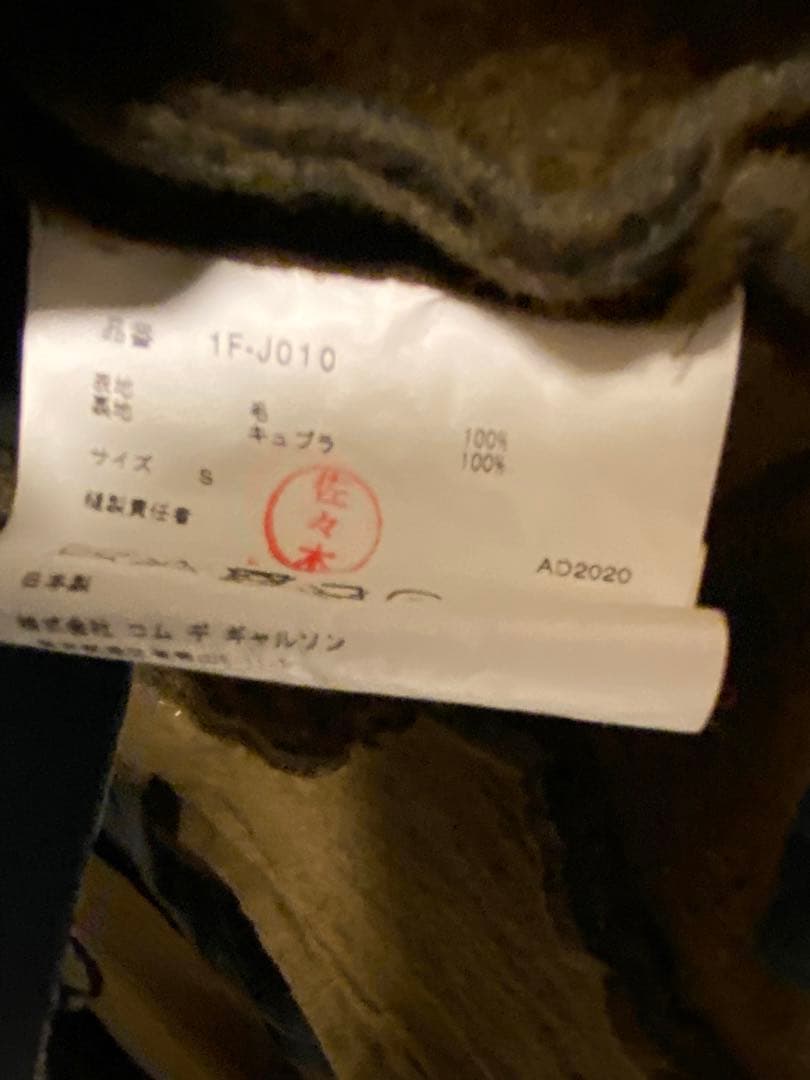 品番 1F-J010
表地 毛 100%
裏地 キュプラ 100%
サイズ S
縫製責任者
佐々木
AD2020
日本製
株式会社 コム デ ギャルソン